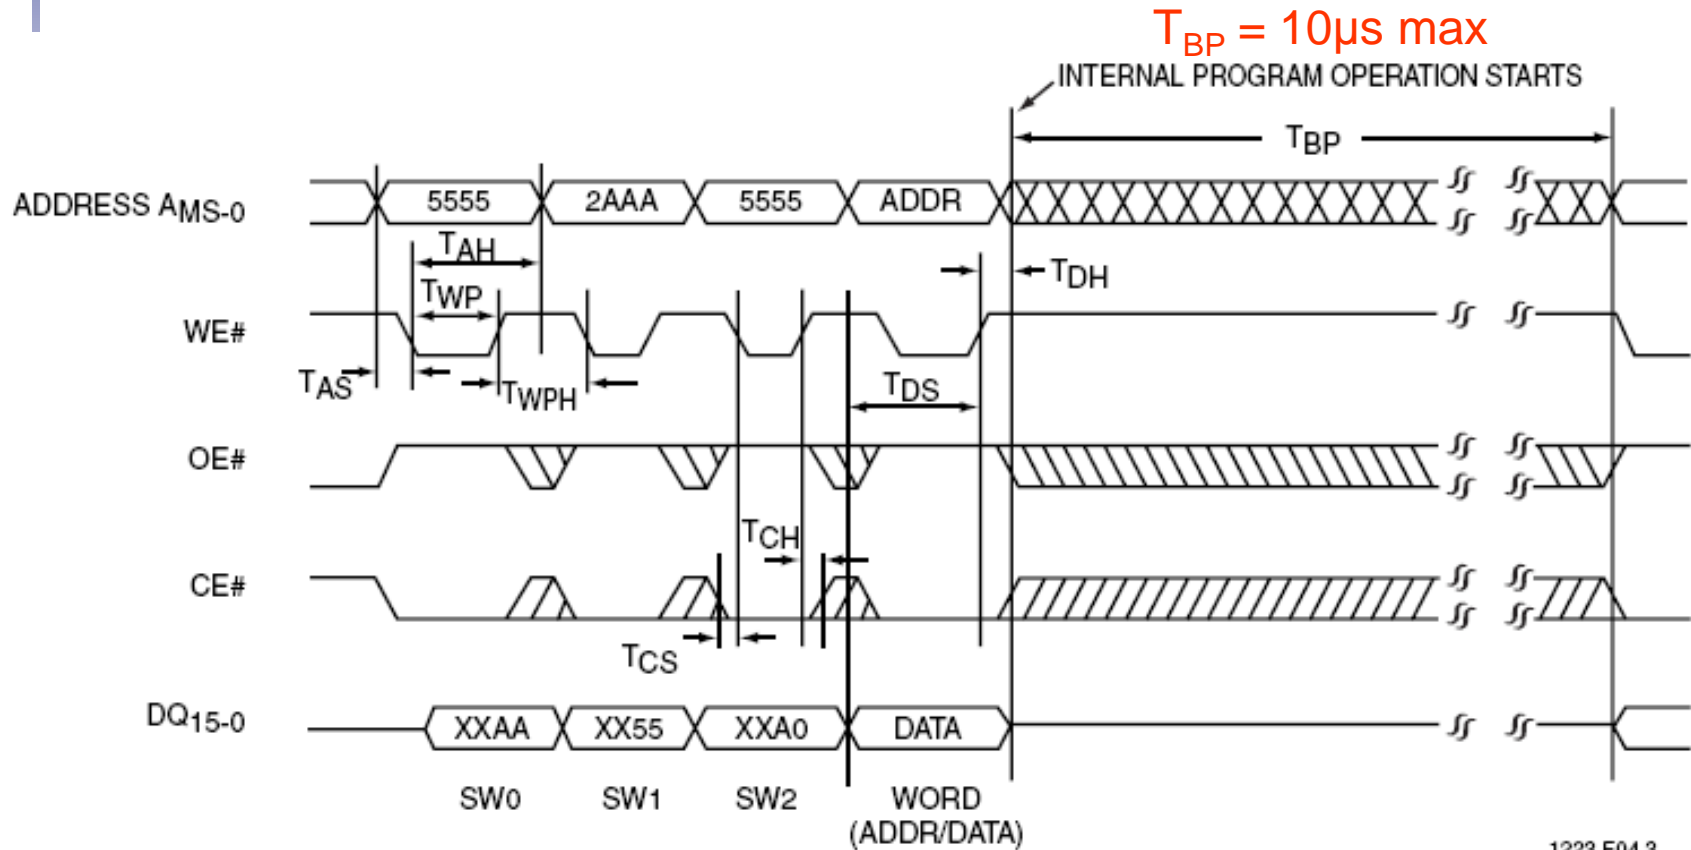 TBP = 10µs max
INTERNAL PROGRAM OPERATION STARTS
TBP
ADDRESS AMS-0
5555
2AAA
5555
ADDR
TAH
TDH
TWP
WE#
TAS
TWPH
TDS
OE#
TCH
CE#
TCS
DQ15-0
XXAA
XX55
XXA0
DATA
SW0
SW1
SW2
WORD
(ADDR/DATA)